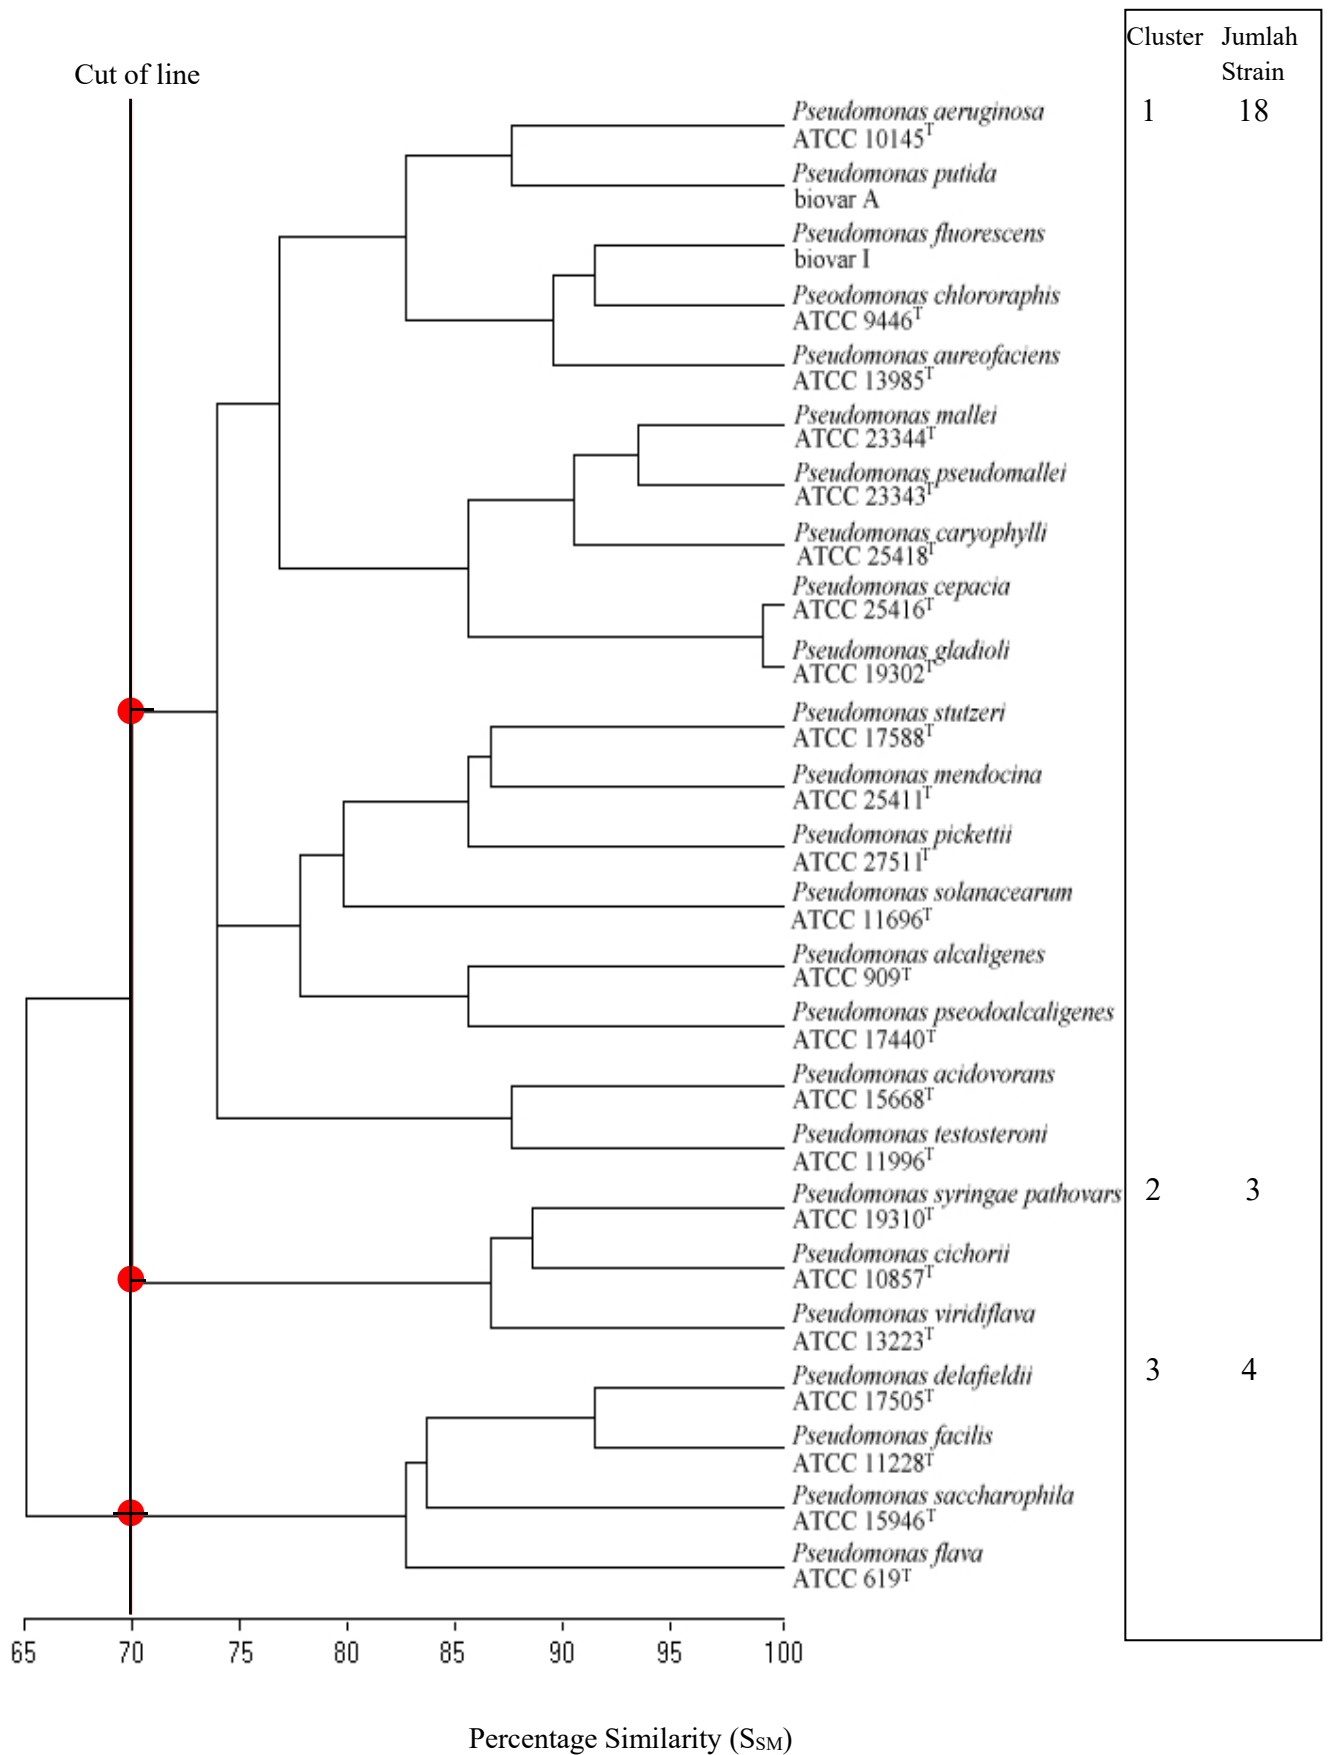 Cluster Jumlah
Strain
Cut of line
Pseudomonas aeruginosa
ATCC 10145T
1 18
Pseudomonas putida
biovar A
Pseudomonas fluorescens
biovar I
Pseodomonas chlororaphis
ATCC 9446T
Pseudomonas aureofaciens
ATCC 13985T
Pseudomonas mallei
ATCC 23344T
Pseudomonas pseudomallei
ATCC 23343T
Pseudomonas caryophylli
ATCC 25418T
Pseudomonas cepacia
ATCC 25416T
Pseudomonas gladioli
ATCC 19302T
Pseudomonas stutzeri
ATCC 17588T
Pseudomonas mendocina
ATCC 25411T
Pseudomonas pickettii
ATCC 27511T
Pseudomonas solanacearum
ATCC 11696T
Pseudomonas alcaligenes
ATCC 909T
Pseudomonas pseodoalcaligenes
ATCC 17440T
Pseudomonas acidovorans
ATCC 15668T
Pseudomonas testosteroni
ATCC 11996T
Pseudomonas syringae pathovars 2 3
ATCC 19310T
Pseudomonas cichorii
ATCC 10857T
Pseudomonas viridiflava
ATCC 13223T
Pseudomonas delafieldii 3 4
ATCC 17505T
Pseudomonas facilis
ATCC 11228T
Pseudomonas saccharophila
ATCC 15946T
Pseudomonas flava
ATCC 619T
65 70 75 80 85 90 95 100
Percentage Similarity (SSM)